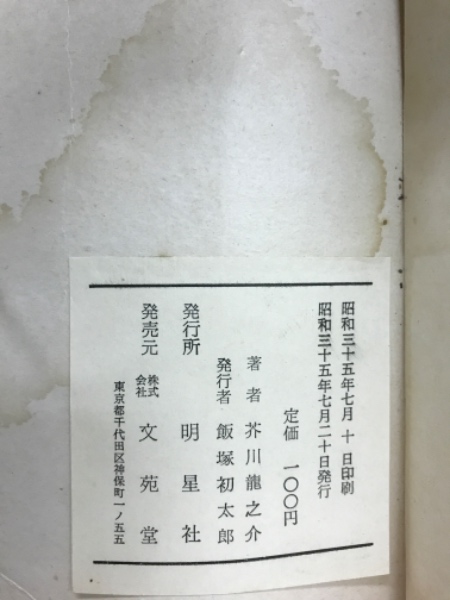 昭和三十五年七月 十 日印刷
昭和三十五年七月二十日発行
定価 一〇〇円
著者 芥川龍之介
発行者 飯塚初太郎
発行所 明星社
発売元 株式会社 文苑堂
東京都千代田区神保町一ノ五五